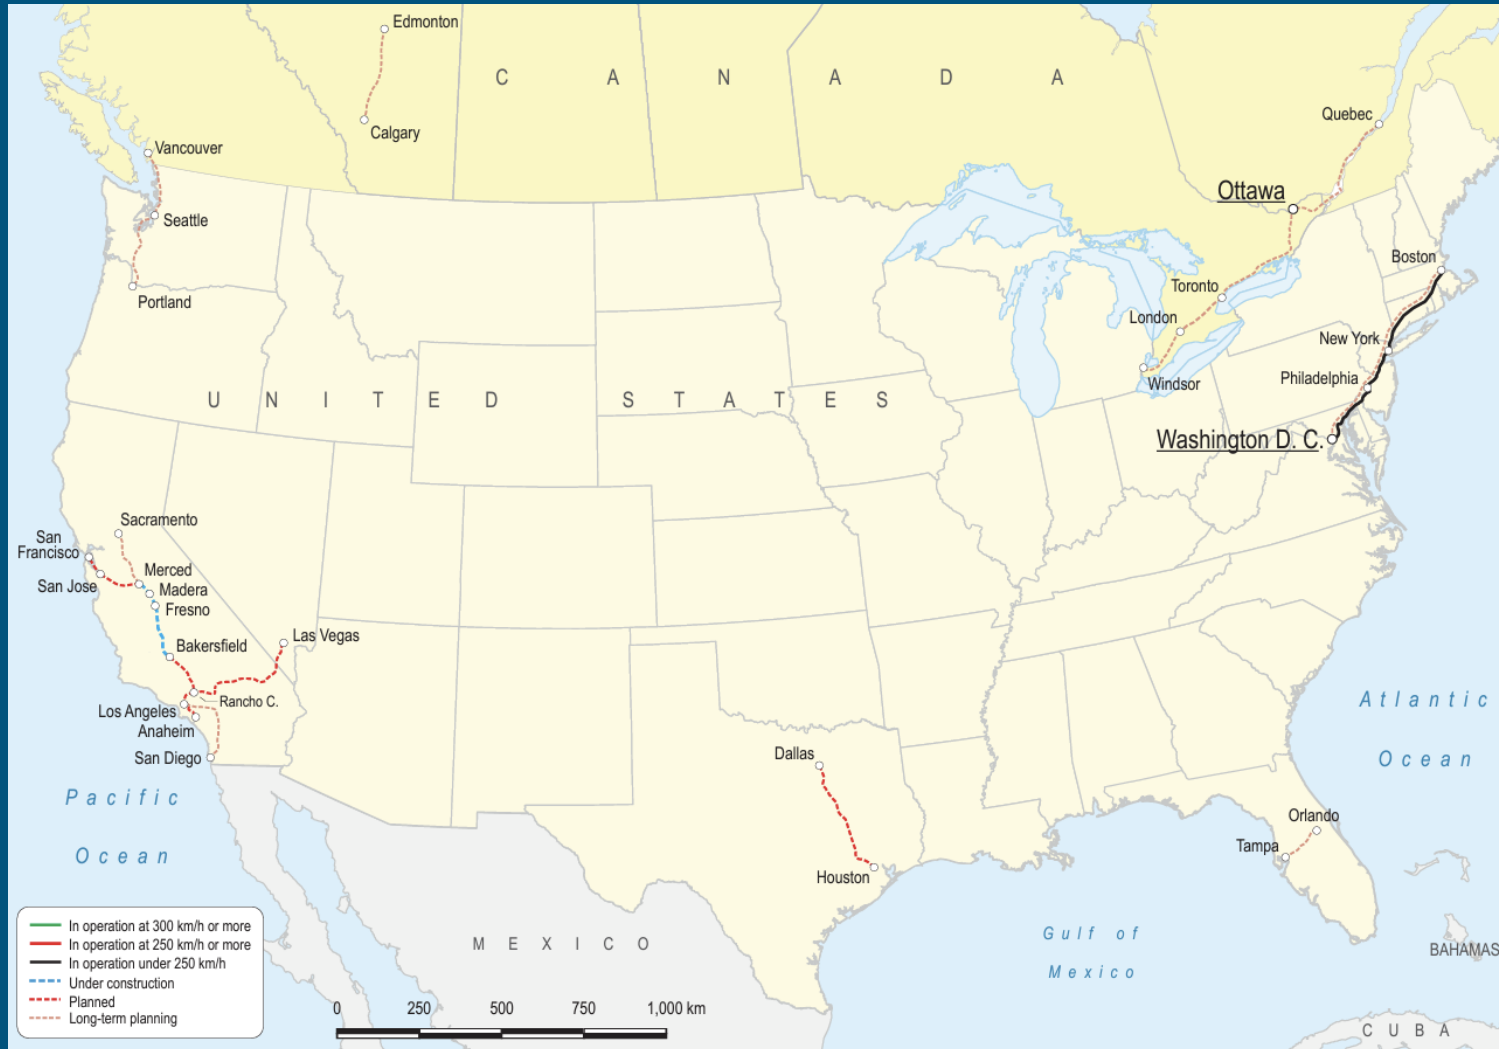 Edmonton
C A N A D A
Quebec
Calgary
Vancouver
Ottawa
Seattle
Boston
Toronto
Portland
London
New York
Philadelphia
Windsor
U N I T E D S T A T E S
Washington D. C.
Sacramento
San
Francisco
Merced
San Jose
Madera
Fresno
Las Vegas
Bakersfield
Rancho C.
Los Angeles
Anaheim
San Diego
Atlantic
Ocean
Dallas
Pacific
Ocean
Orlando
Tampa
Houston
Gulf of
Mexico
M E X I C O
BAHAMAS
C U B A
In operation at 300 km/h or more
In operation at 250 km/h or more
In operation under 250 km/h
Under construction
Planned
Long-term planning
0 250 500 750 1,000 km